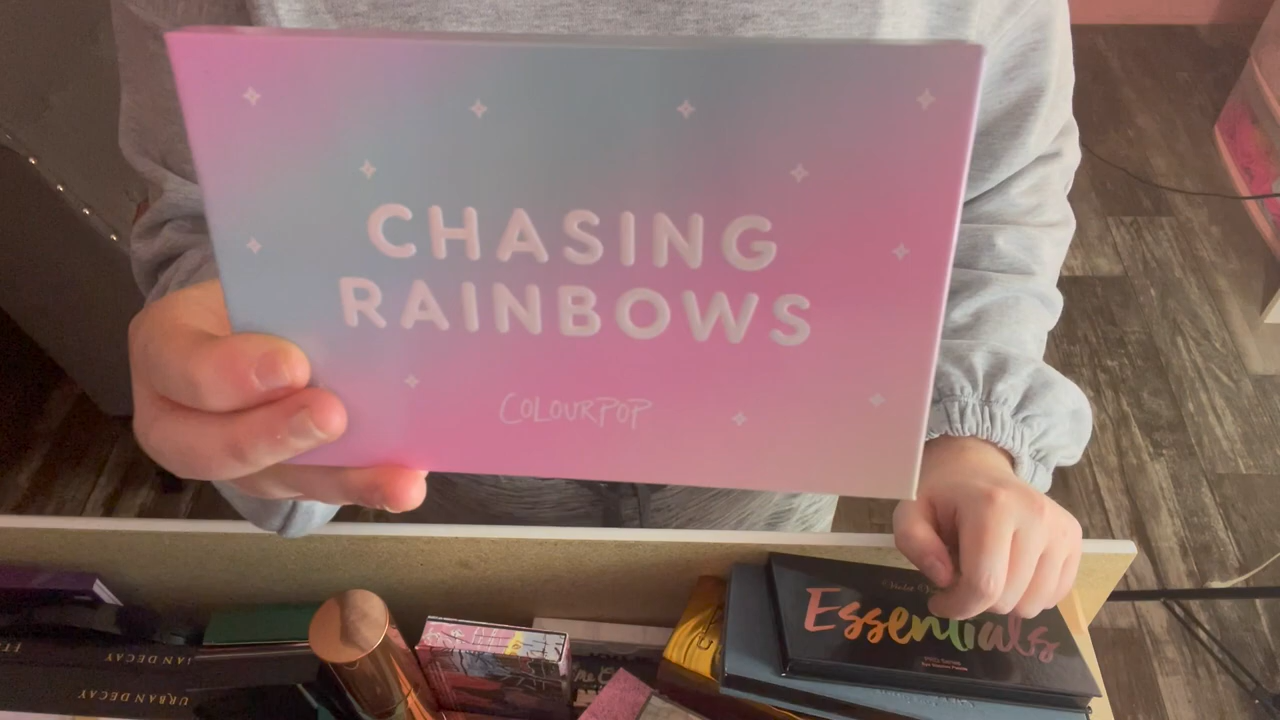 CHASING
RAINBOWS
COLOURPOP
Essentials
URBAN DECAY
URBAN DECAY